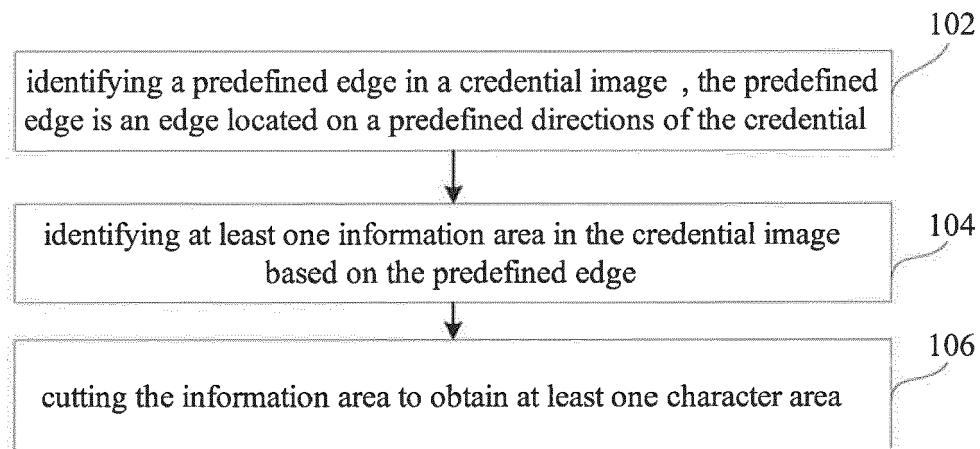 102
identifying a predefined edge in a credential image , the predefined
edge is an edge located on a predefined directions of the credential
identifying at least one information area in the credential image
based on the predefined edge
104
cutting the information area to obtain at least one character area
106